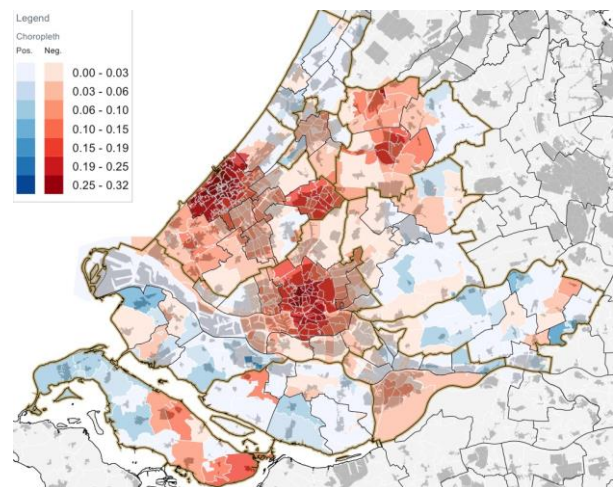 Legend
Choropleth
Pos. Neg.
0.00 - 0.03
0.03 - 0.06
0.06 - 0.10
0.10 - 0.15
0.15 - 0.19
0.19 - 0.25
0.25 - 0.32